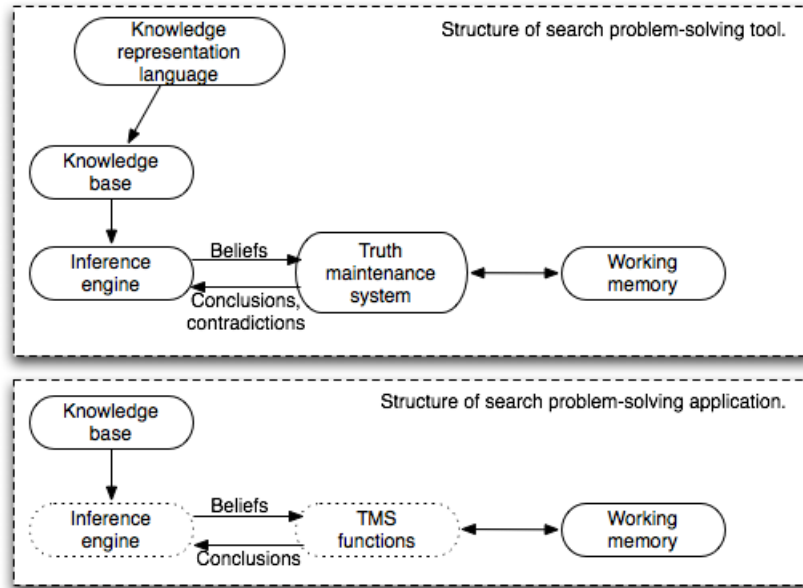 Structure of search problem-solving tool.
Knowledge
representation
language
Knowledge
base
Inference
engine
Beliefs
Conclusions,
contradictions
Truth
maintenance
system
Working
memory
Structure of search problem-solving application.
Knowledge
base
Inference
engine
Beliefs
Conclusions
TMS
functions
Working
memory